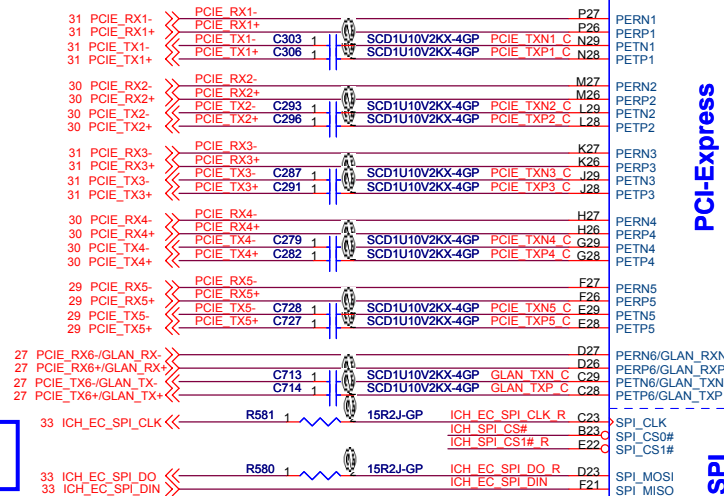 31 PCIE_RX1- PCIE_RX1- P27 PERN1
31 PCIE_RX1+ PCIE_RX1+ P26 PERP1
31 PCIE_TX1- PCIE_TX1- C303 1 SCD1U10V2KX-4GP PCIE_TXN1_C N29 PETN1
31 PCIE_TX1+ PCIE_TX1+ C306 1 SCD1U10V2KX-4GP PCIE_TXP1_C N28 PETP1
30 PCIE_RX2- PCIE_RX2- M27 PERN2
30 PCIE_RX2+ PCIE_RX2+ M26 PERP2
30 PCIE_TX2- PCIE_TX2- C293 1 SCD1U10V2KX-4GP PCIE_TXN2_C L29 PETN2
30 PCIE_TX2+ PCIE_TX2+ C296 1 SCD1U10V2KX-4GP PCIE_TXP2_C L28 PETP2
31 PCIE_RX3- PCIE_RX3- K27 PERN3
31 PCIE_RX3+ PCIE_RX3+ K26 PERP3
31 PCIE_TX3- PCIE_TX3- C287 1 SCD1U10V2KX-4GP PCIE_TXN3_C J29 PETN3
31 PCIE_TX3+ PCIE_TX3+ C291 1 SCD1U10V2KX-4GP PCIE_TXP3_C J28 PETP3
30 PCIE_RX4- PCIE_RX4- H27 PERN4
30 PCIE_RX4+ PCIE_RX4+ H26 PERP4
30 PCIE_TX4- PCIE_TX4- C279 1 SCD1U10V2KX-4GP PCIE_TXN4_C G29 PETN4
30 PCIE_TX4+ PCIE_TX4+ C282 1 SCD1U10V2KX-4GP PCIE_TXP4_C G28 PETP4
29 PCIE_RX5- PCIE_RX5- F27 PERN5
29 PCIE_RX5+ PCIE_RX5+ F26 PERP5
29 PCIE_TX5- PCIE_TX5- C728 1 SCD1U10V2KX-4GP PCIE_TXN5_C E29 PETN5
29 PCIE_TX5+ PCIE_TX5+ C727 1 SCD1U10V2KX-4GP PCIE_TXP5_C E28 PETP5
27 PCIE_RX6-/GLAN_RX- D27 PERN6/GLAN_RXN
27 PCIE_RX6+/GLAN_RX+ D26 PERP6/GLAN_RXP
27 PCIE_TX6-/GLAN_TX- C713 1 SCD1U10V2KX-4GP GLAN_TXN_C C29 PETN6/GLAN_TXN
27 PCIE_TX6+/GLAN_TX+ C714 1 SCD1U10V2KX-4GP GLAN_TXP_C C28 PETP6/GLAN_TXP
33 ICH_EC_SPI_CLK R581 1 15R2J-GP ICH_EC_SPI_CLK_R C23 SPI_CLK
ICH_SPI_CS# B23 SPI_CS0#
ICH_SPI_CS1#_R E22 SPI_CS1#
33 ICH_EC_SPI_DO R580 1 15R2J-GP ICH_EC_SPI_DO_R D23 SPI_MOSI
33 ICH_EC_SPI_DIN ICH_EC_SPI_DIN F21 SPI_MISO
PCI-Express
SPI